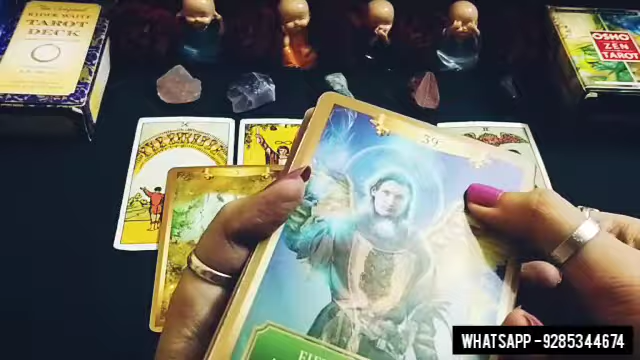 The Original
RIDER WAITE
TAROT
DECK
OSHO
ZEN
TAROT
39
WHATSAPP -9285344674